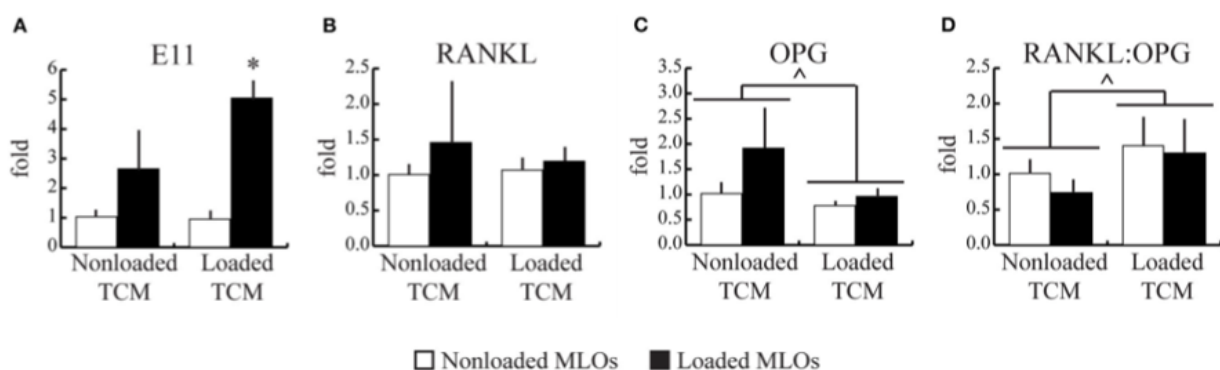 A
E11
*
fold
6
5
4
3
2
1
0
Nonloaded
TCM
Loaded
TCM
B
RANKL
fold
2.5
2.0
1.5
1.0
0.5
0.0
Nonloaded
TCM
Loaded
TCM
C
OPG
^
fold
3.5
3.0
2.5
2.0
1.5
1.0
0.5
0.0
Nonloaded
TCM
Loaded
TCM
D
RANKL:OPG
^
fold
2.5
2.0
1.5
1.0
0.5
0.0
Nonloaded
TCM
Loaded
TCM
Nonloaded MLOs
Loaded MLOs